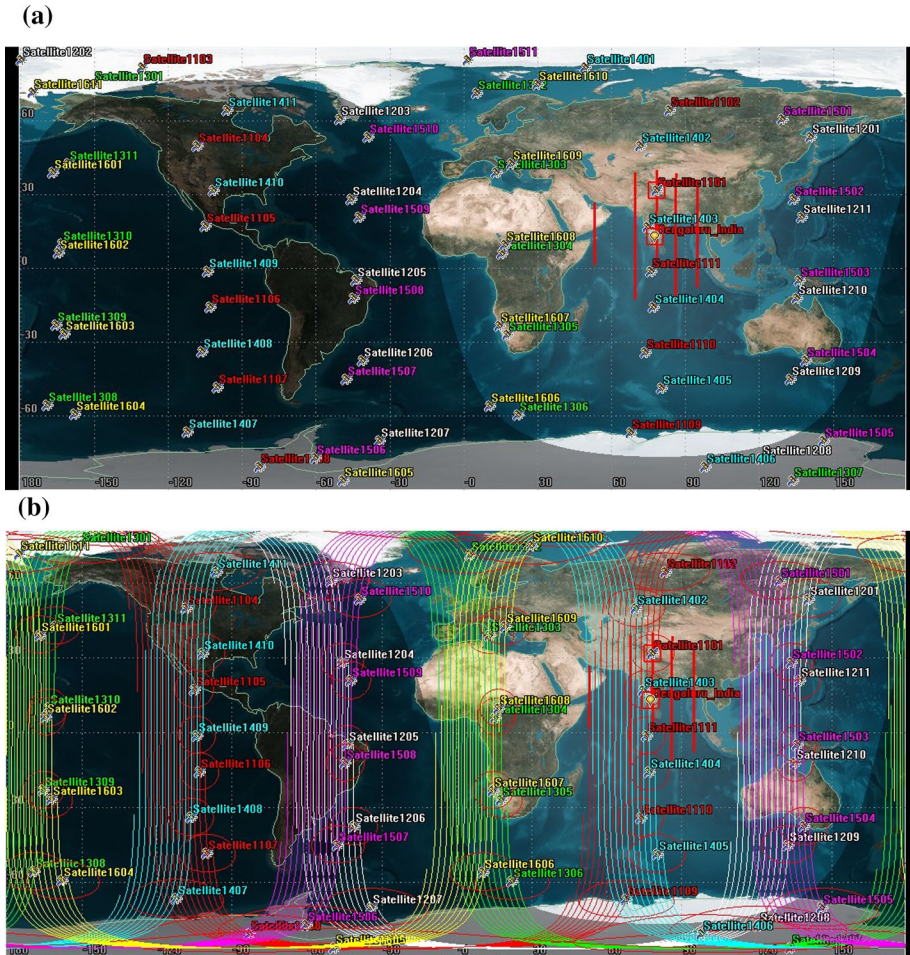 (a)
Satellite1202
Satellite1103
Satellite1511
Satellite1401
Satellite1301
Satellite1610
Satellite1611
Satellite1411
Satellite1203
Satellite1102
Satellite1501
60
Satellite1510
Satellite1201
Satellite1104
Satellite1402
Satellite1311
Satellite1609
Satellite1601
Satellite1303
30
Satellite1410
Satellite1204
Satellite1101
Satellite1502
Satellite1509
Satellite1211
Satellite1105
Satellite1403
Satellite1310
Satellite1608
Bengaluru_India
Satellite1602
Satellite1304
0
Satellite1409
Satellite1205
Satellite1111
Satellite1503
Satellite1508
Satellite1210
Satellite1106
Satellite1404
Satellite1309
Satellite1607
Satellite1603
Satellite1305
-30
Satellite1408
Satellite1206
Satellite1110
Satellite1504
Satellite1107
Satellite1507
Satellite1405
Satellite1209
Satellite1308
Satellite1606
-60
Satellite1604
Satellite1306
Satellite1407
Satellite1207
Satellite1109
Satellite1505
Satellite1506
Satellite1208
Satellite1406
Satellite1605
Satellite1307
180 -150 -120 -90 -60 -30 -0 30 60 90 120 150
(b)
Satellite1301
Satellite1610
Satellite1611
Satellite1411
Satellite1203
Satellite1501
Satellite1510
Satellite1201
Satellite1104
Satellite1402
Satellite1311
Satellite1609
Satellite1601
Satellite1303
Satellite1410
Satellite1204
Satellite1101
Satellite1502
Satellite1509
Satellite1211
Satellite1105
Satellite1403
Satellite1310
Satellite1608
Bengaluru_India
Satellite1602
Satellite1304
Satellite1409
Satellite1205
Satellite1111
Satellite1503
Satellite1508
Satellite1210
Satellite1106
Satellite1404
Satellite1309
Satellite1607
Satellite1603
Satellite1305
Satellite1408
Satellite1206
Satellite1110
Satellite1504
Satellite1107
Satellite1507
Satellite1405
Satellite1209
Satellite1308
Satellite1606
Satellite1604
Satellite1306
Satellite1407
Satellite1207
Satellite1109
Satellite1505
Satellite1506
Satellite1208
Satellite1406